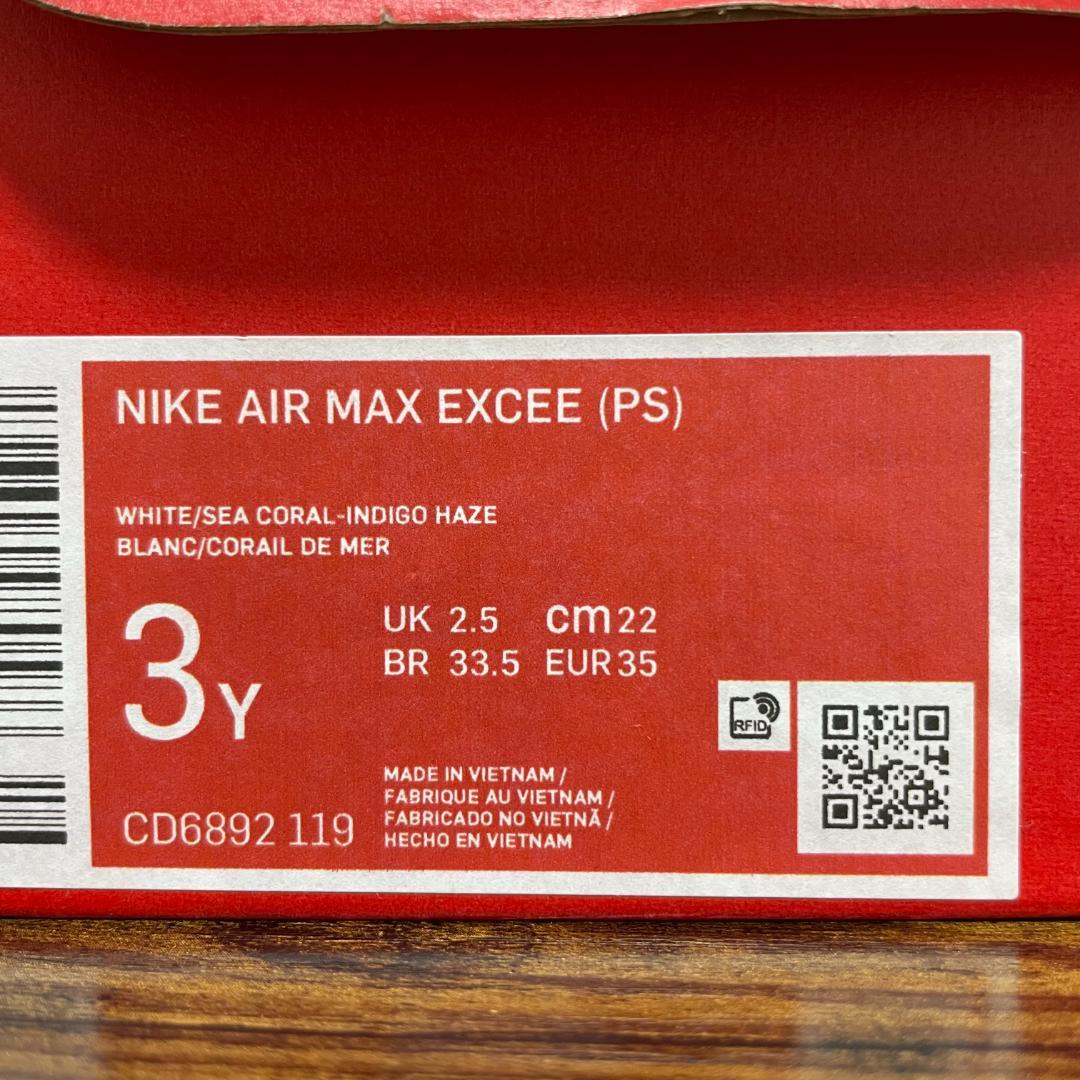 NIKE AIR MAX EXCEE (PS)
WHITE/SEA CORAL-INDIGO HAZE
BLANC/CORAIL DE MER
3Y
UK 2.5 cm 22
BR 33.5 EUR 35
RFID
MADE IN VIETNAM /
FABRIQUE AU VIETNAM /
FABRICADO NO VIETNÃ /
HECHO EN VIETNAM
CD6892 119